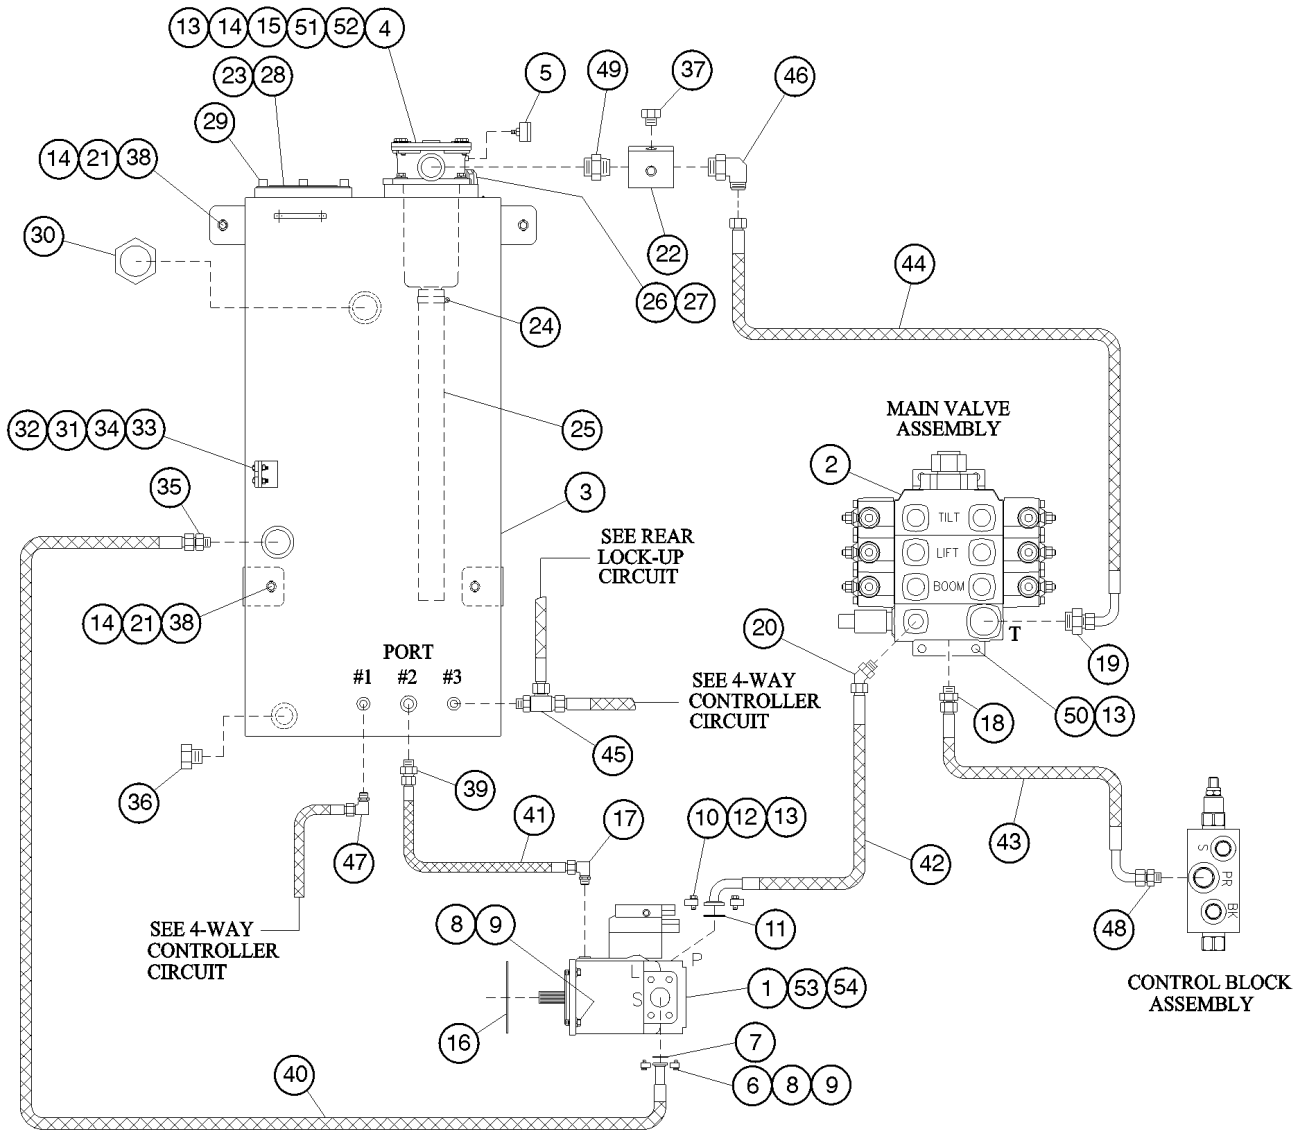 13 14 15 51 52 4
23 28
5
49
37
46
29
14 21 38
30
22
44
26 27
24
32 31 34 33
25
MAIN VALVE
ASSEMBLY
2
35
3
TILT
SEE REAR
LOCK-UP
CIRCUIT
LIFT
BOOM
14 21 38
20
T
19
PORT
#1 #2 #3
SEE 4-WAY
CONTROLLER
CIRCUIT
18
50 13
45
36
39
10 12 13
41
17
43
47
42
S
PR
BK
48
SEE 4-WAY
CONTROLLER
CIRCUIT
8 9
11
P
L
S
1 53 54
CONTROL BLOCK
ASSEMBLY
16
7
40
6 8 9